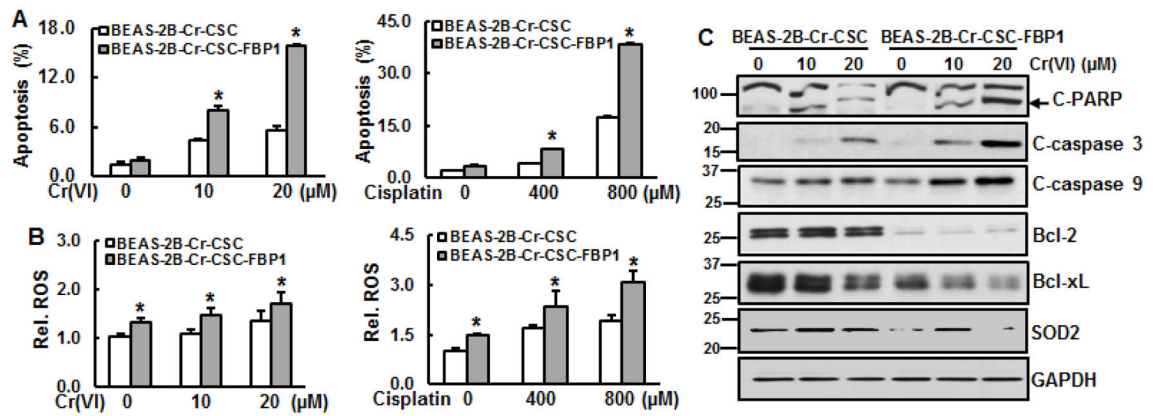 A
Apoptosis (%)
18.0
12.0
6.0
0.0
BEAS-2B-Cr-CSC
BEAS-2B-Cr-CSC-FBP1
* *
Cr(VI) 0 10 20 (μM)
Apoptosis (%)
45.0
30.0
15.0
0.0
BEAS-2B-Cr-CSC
BEAS-2B-Cr-CSC-FBP1
* *
Cisplatin 0 400 800 (μM)
B
Rel. ROS
3.0
2.0
1.0
0.0
BEAS-2B-Cr-CSC
BEAS-2B-Cr-CSC-FBP1
* * *
Cr(VI) 0 10 20 (μM)
Rel. ROS
4.5
3.0
1.5
0.0
BEAS-2B-Cr-CSC
BEAS-2B-Cr-CSC-FBP1
* * *
Cisplatin 0 400 800 (μM)
C
BEAS-2B-Cr-CSC BEAS-2B-Cr-CSC-FBP1
0 10 20 0 10 20 Cr(VI) (μM)
100 C-PARP
20
15 C-caspase 3
37
25 C-caspase 9
25 Bcl-2
37
25 Bcl-xL
25
20 SOD2
GAPDH